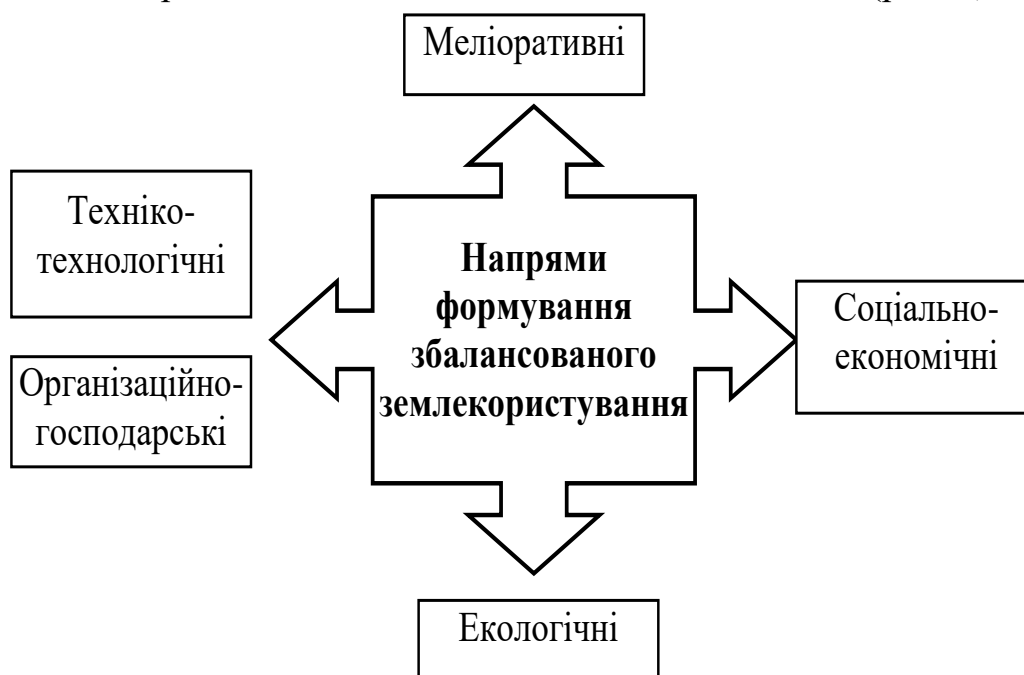 Меліоративні
Техніко-
технологічні
Організаційно-
господарські
Напрями
формування
збалансованого
землекористування
Соціально-
економічні
Екологічні